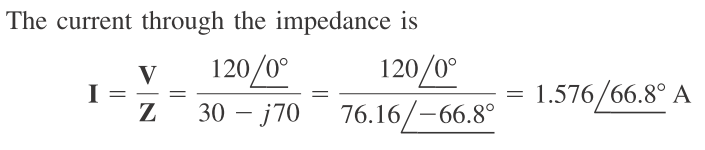 The current through the impedance is
I = V/Z = 120∠0° / (30 − j70) = 120∠0° / 76.16∠−66.8° = 1.576∠66.8° A